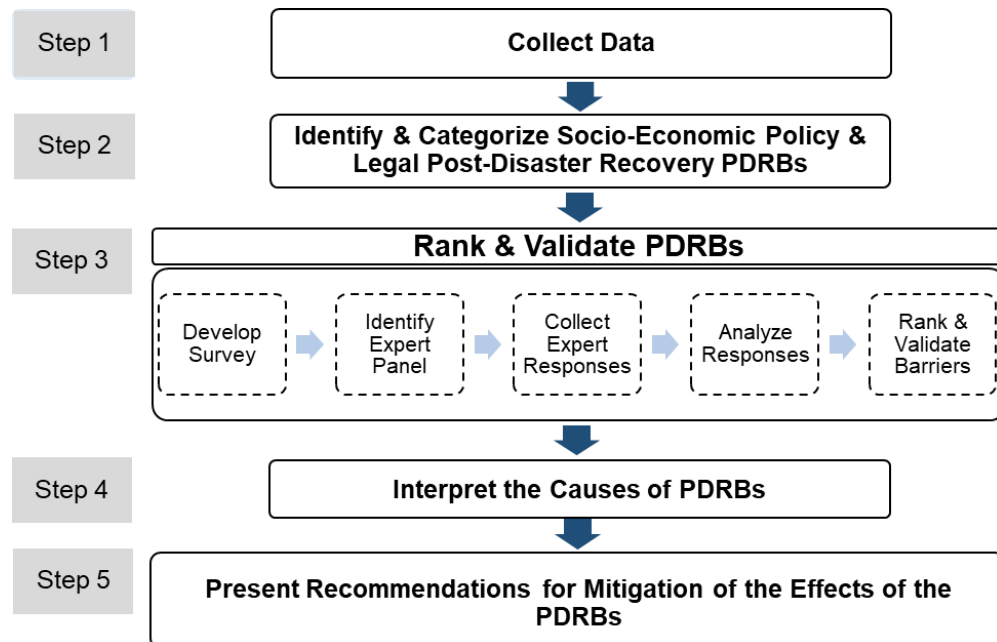 Step 1
Collect Data
Step 2
Identify & Categorize Socio-Economic Policy &
Legal Post-Disaster Recovery PDRBs
Step 3
Rank & Validate PDRBs
Develop
Survey
Identify
Expert
Panel
Collect
Expert
Responses
Analyze
Responses
Rank &
Validate
Barriers
Step 4
Interpret the Causes of PDRBs
Step 5
Present Recommendations for Mitigation of the Effects of the
PDRBs